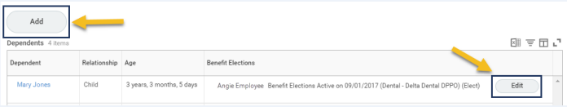 Add
Dependents 4 items
Dependent Relationship Age Benefit Elections
Mary Jones Child 3 years, 3 months, 5 days Angie Employee Benefit Elections Active on 09/01/2017 (Dental - Delta Dental DPPO) (Elect) Edit